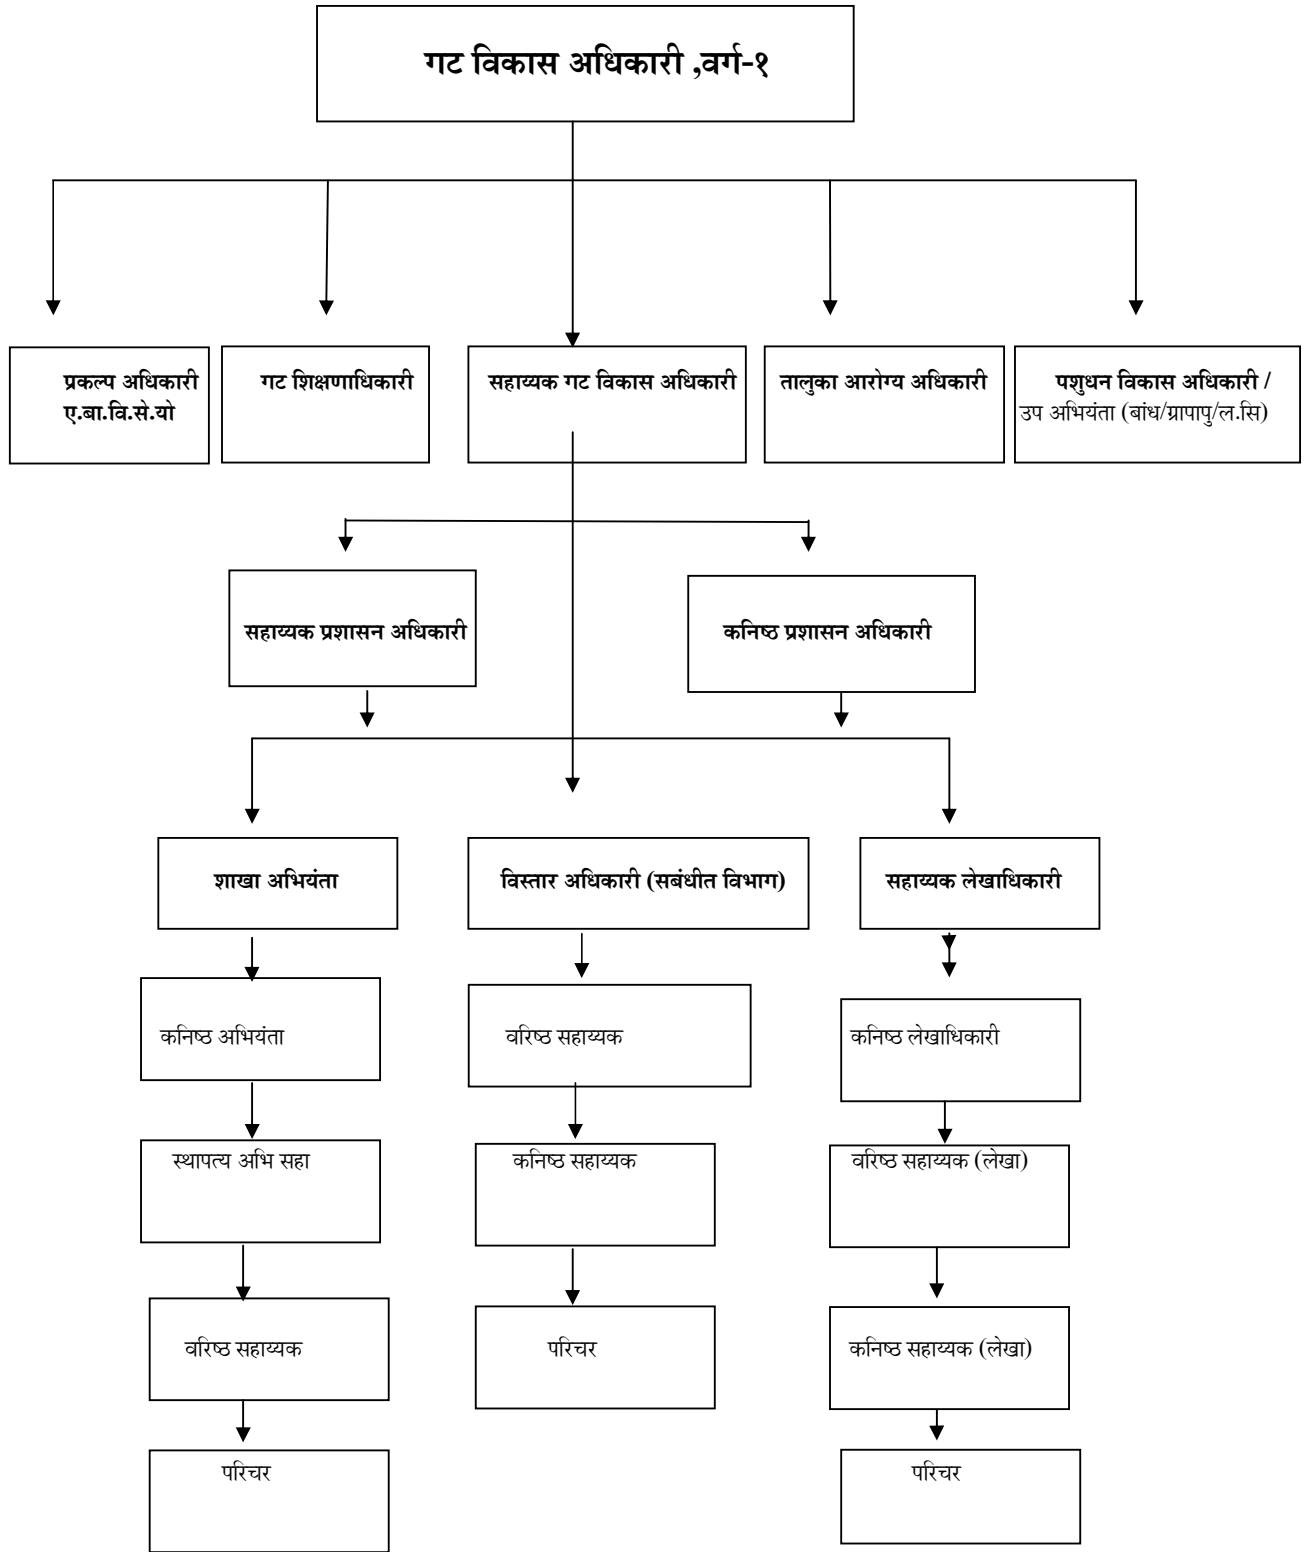 गट विकास अधिकारी ,वर्ग-१
प्रकल्प अधिकारी
ए.बा.वि.से.यो
गट शिक्षणाधिकारी
सहाय्यक गट विकास अधिकारी
तालुका आरोग्य अधिकारी
पशुधन विकास अधिकारी /
उप अभियंता (बांध/ग्रापापु/ल.सि)
सहाय्यक प्रशासन अधिकारी
कनिष्ठ प्रशासन अधिकारी
शाखा अभियंता
विस्तार अधिकारी (सबंधीत विभाग)
सहाय्यक लेखाधिकारी
कनिष्ठ अभियंता
वरिष्ठ सहाय्यक
कनिष्ठ लेखाधिकारी
स्थापत्य अभि सहा
कनिष्ठ सहाय्यक
वरिष्ठ सहाय्यक (लेखा)
वरिष्ठ सहाय्यक
परिचर
कनिष्ठ सहाय्यक (लेखा)
परिचर
परिचर